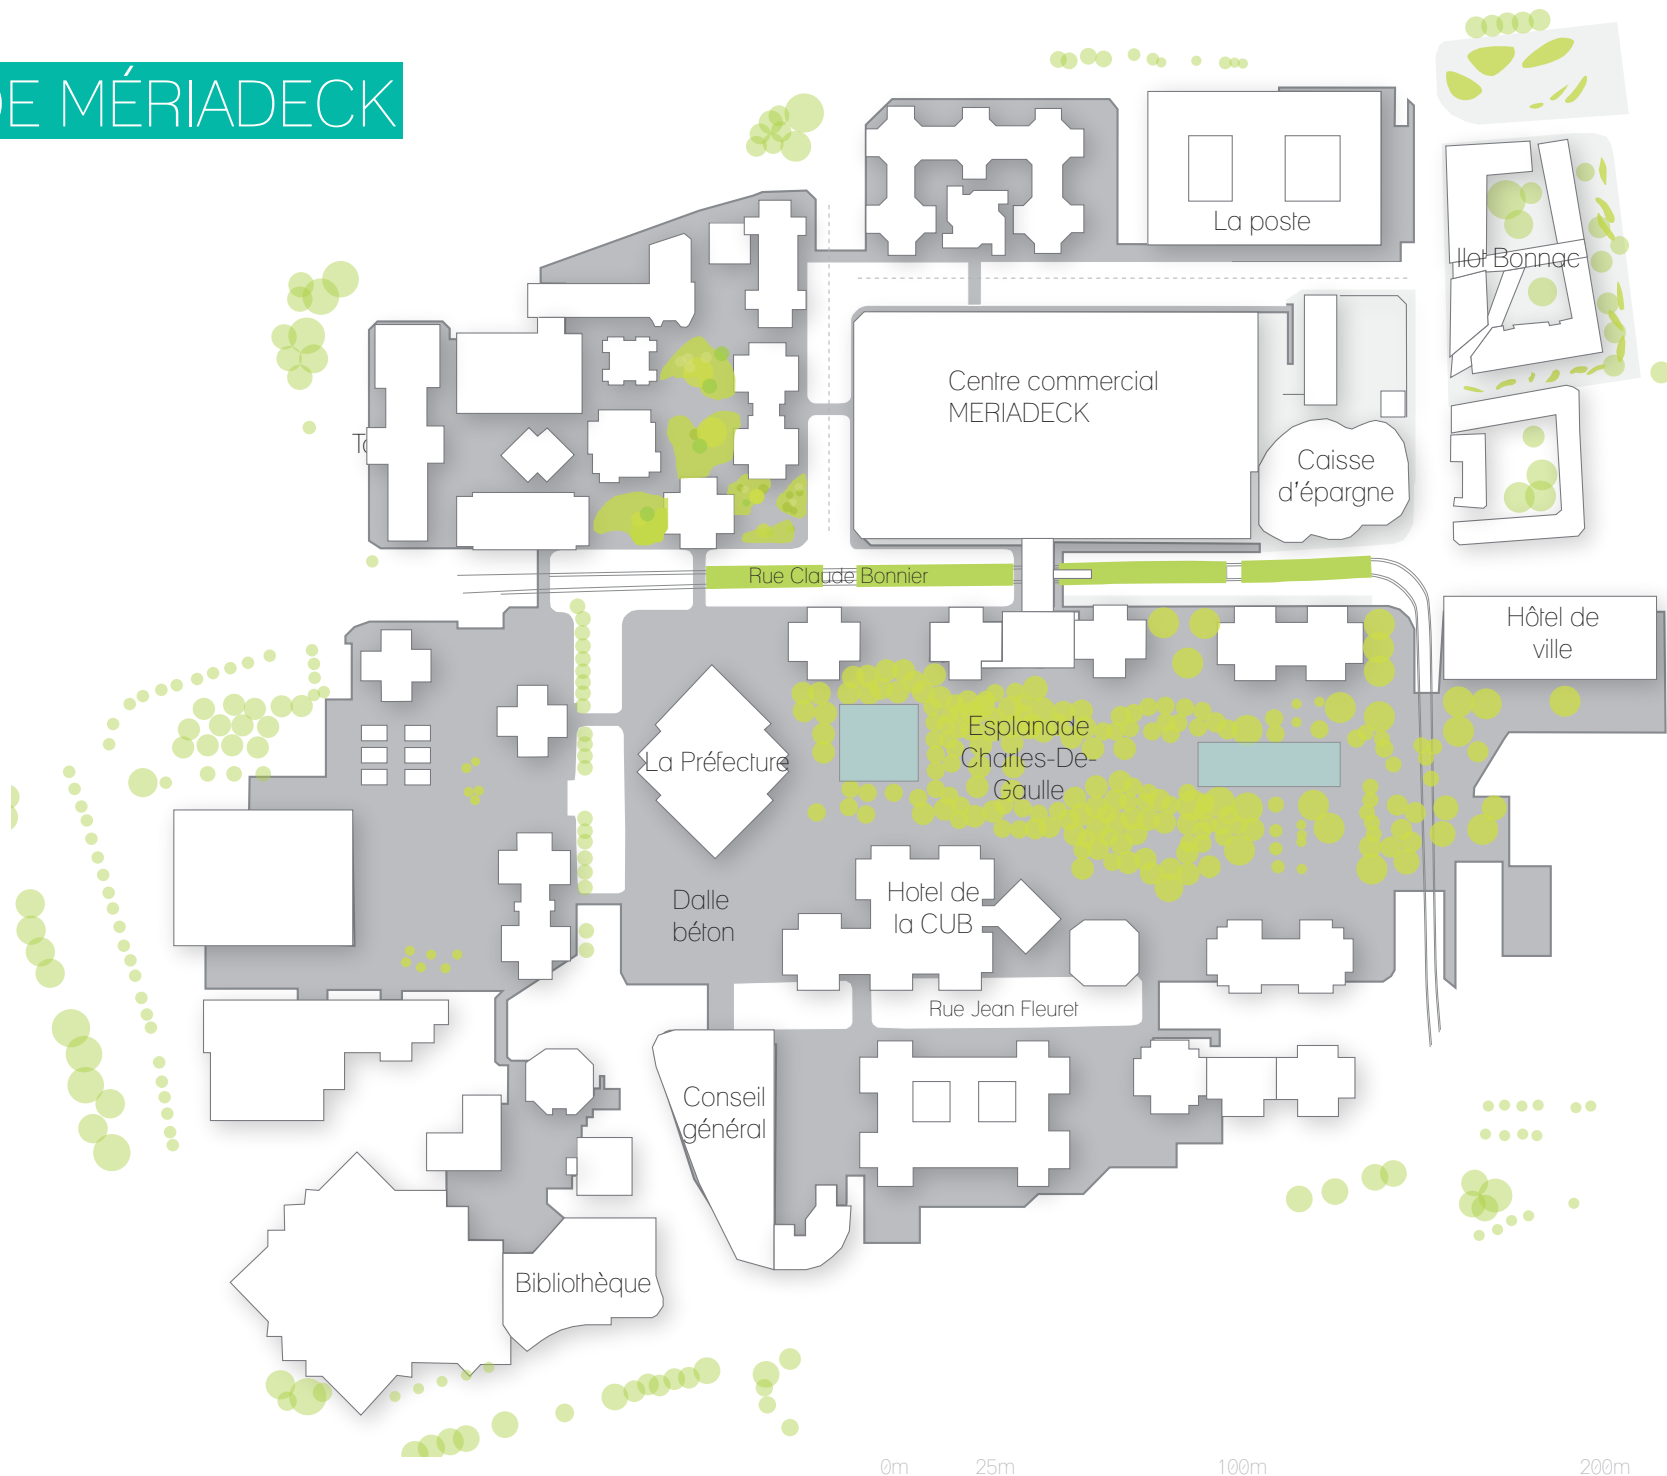 DE MÉRIADECK
La poste
Ilot Bonnac
Centre commercial
MERIADECK
Caisse
d'épargne
Rue Claude Bonnier
Hôtel de
ville
Esplanade
Charles-De-
Gaulle
La Préfecture
Hotel de
la CUB
Dalle
béton
Rue Jean Fleuret
Conseil
général
Bibliothèque
0m 25m 100m 200m